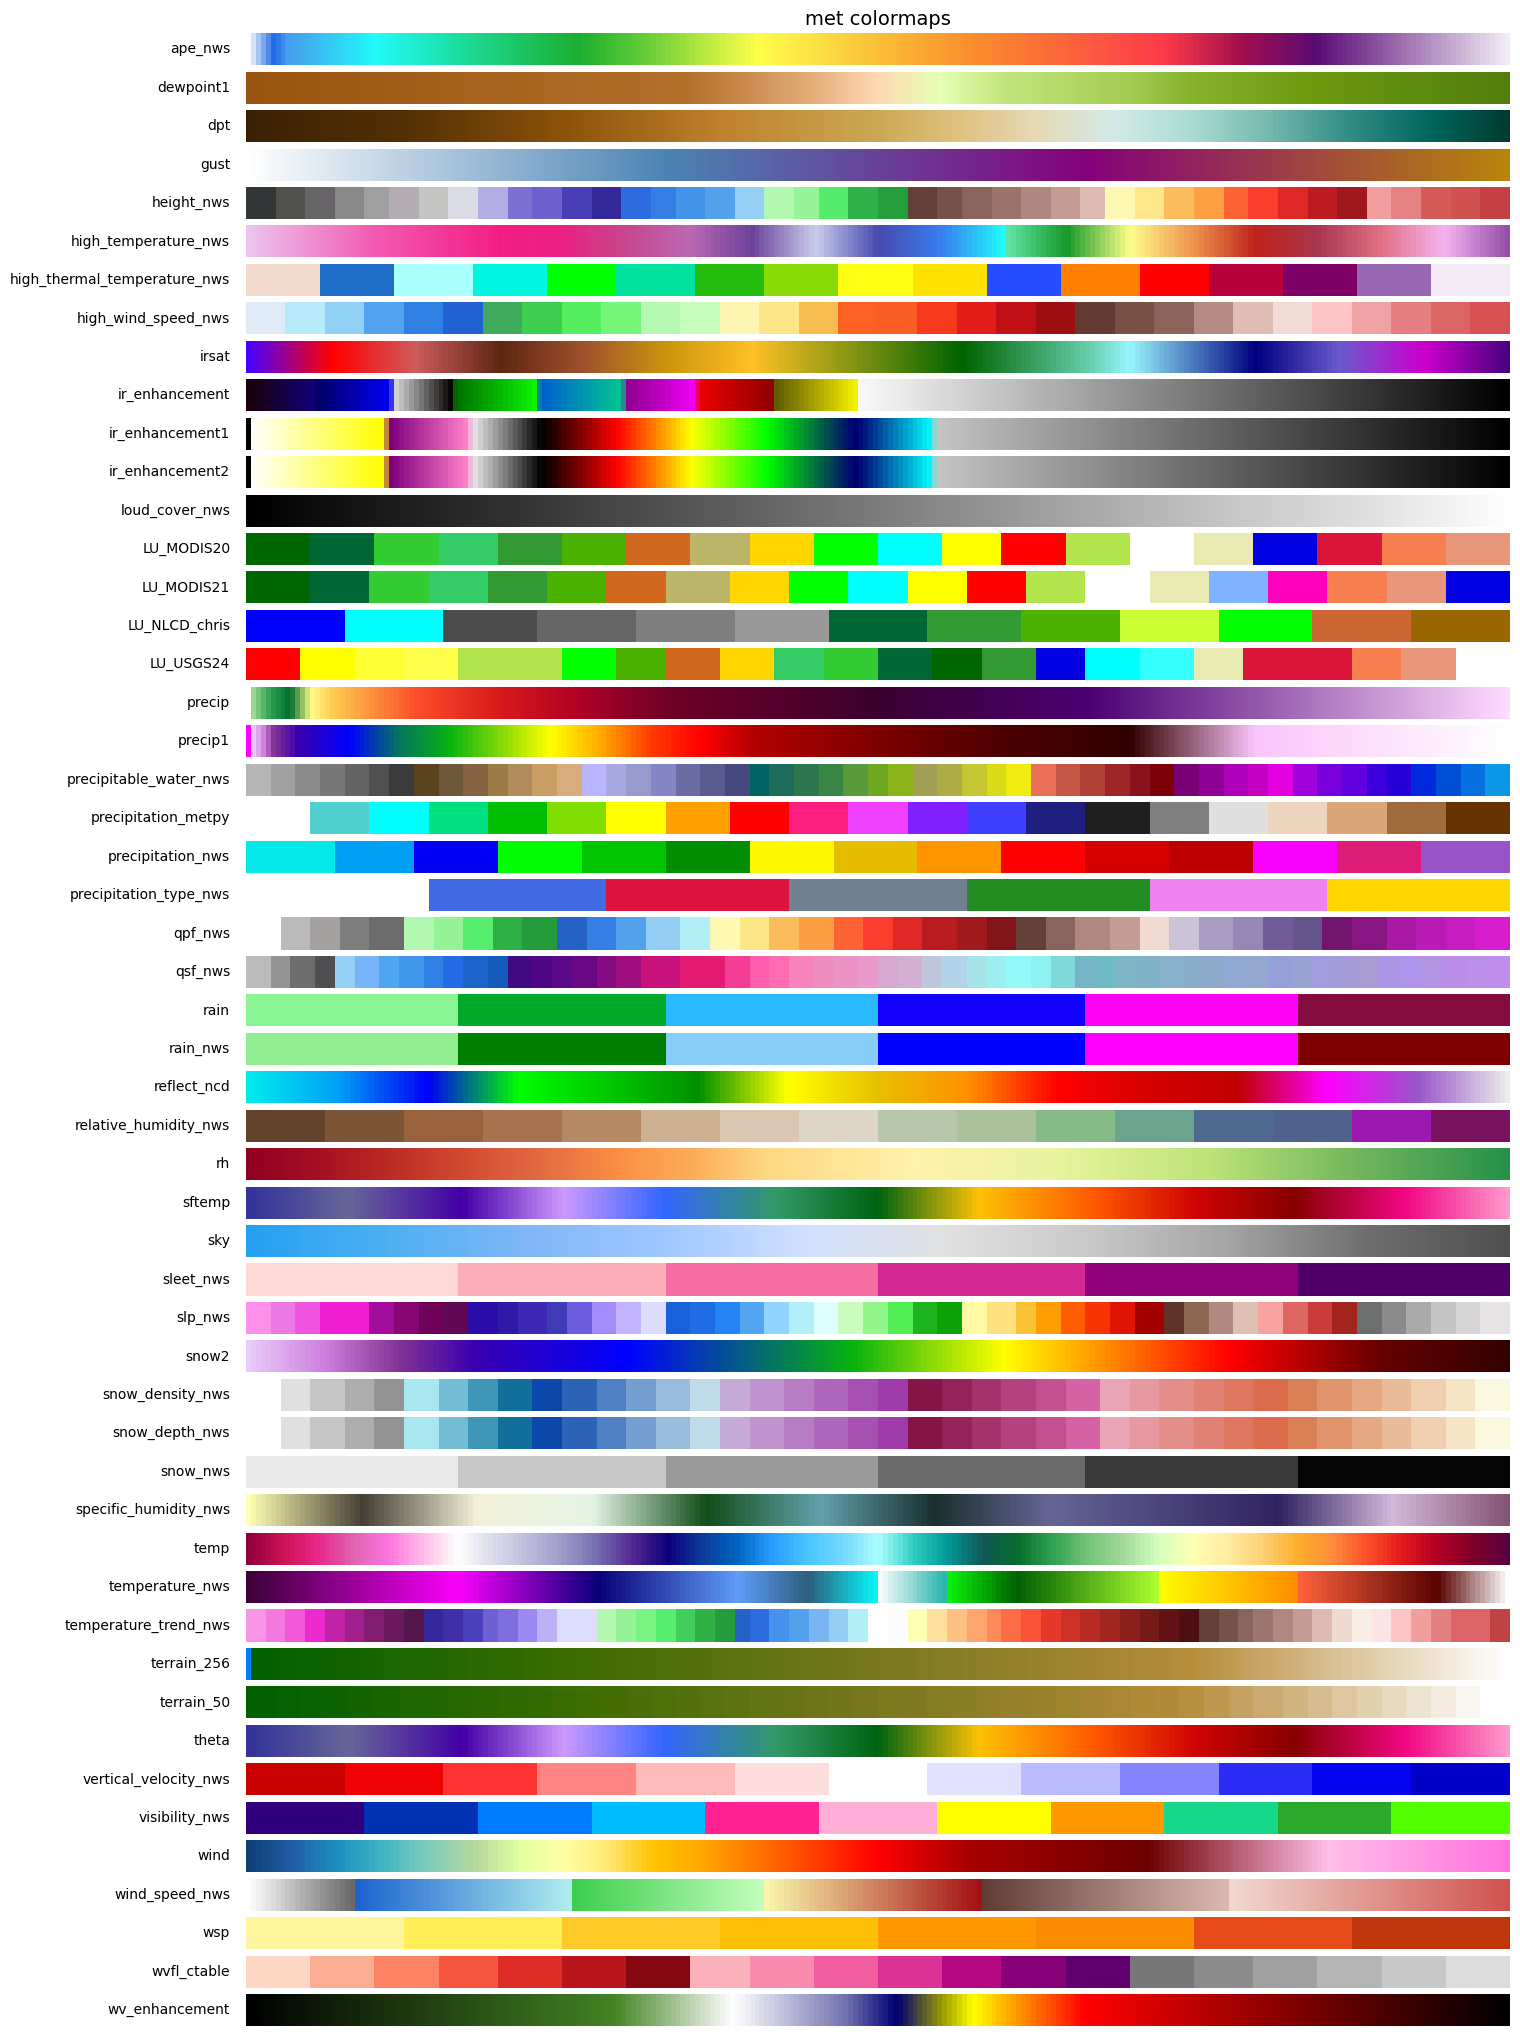 met colormaps
ape_nws
dewpoint1
dpt
gust
height_nws
high_temperature_nws
high_thermal_temperature_nws
high_wind_speed_nws
irsat
ir_enhancement
ir_enhancement1
ir_enhancement2
loud_cover_nws
LU_MODIS20
LU_MODIS21
LU_NLCD_chris
LU_USGS24
precip
precip1
precipitable_water_nws
precipitation_metpy
precipitation_nws
precipitation_type_nws
qpf_nws
qsf_nws
rain
rain_nws
reflect_ncd
relative_humidity_nws
rh
sftemp
sky
sleet_nws
slp_nws
snow2
snow_density_nws
snow_depth_nws
snow_nws
specific_humidity_nws
temp
temperature_nws
temperature_trend_nws
terrain_256
terrain_50
theta
vertical_velocity_nws
visibility_nws
wind
wind_speed_nws
wsp
wvfl_ctable
wv_enhancement